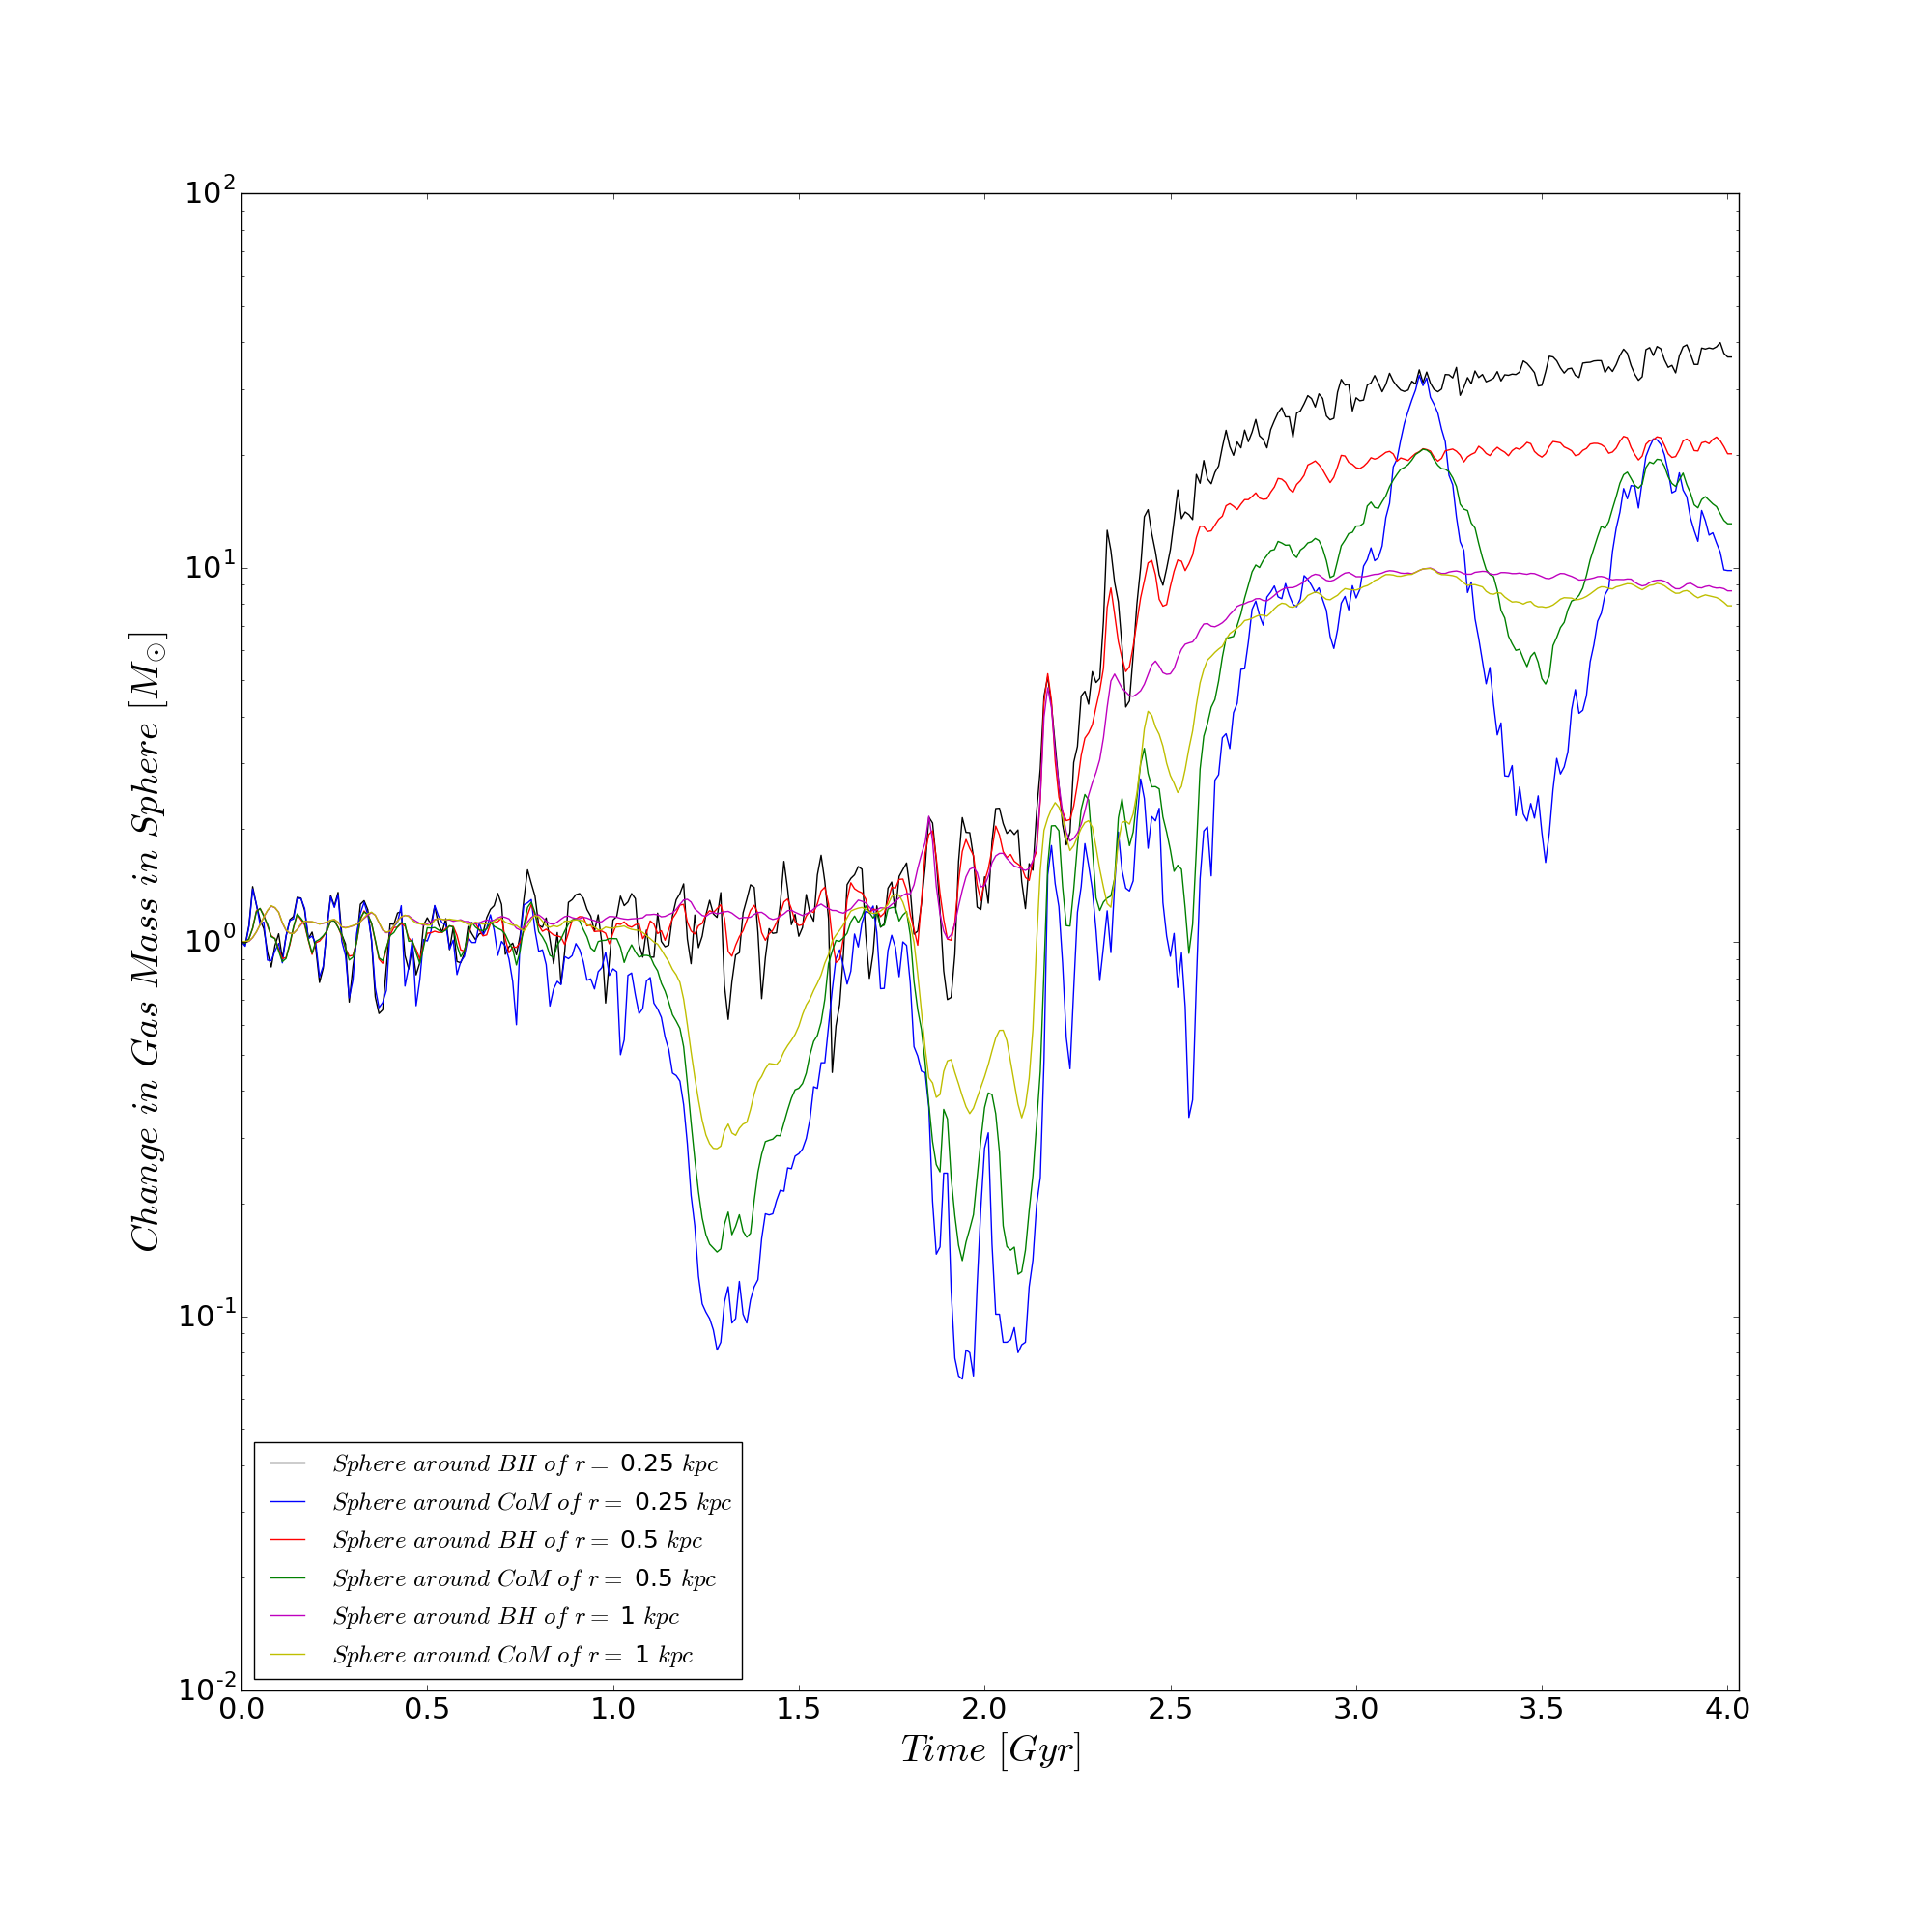 10^2
10^1
10^0
10^-1
10^-2
Change in Gas Mass in Sphere [M_⊙]
Sphere around BH of r = 0.25 kpc
Sphere around CoM of r = 0.25 kpc
Sphere around BH of r = 0.5 kpc
Sphere around CoM of r = 0.5 kpc
Sphere around BH of r = 1 kpc
Sphere around CoM of r = 1 kpc
0.0 0.5 1.0 1.5 2.0 2.5 3.0 3.5 4.0
Time [Gyr]